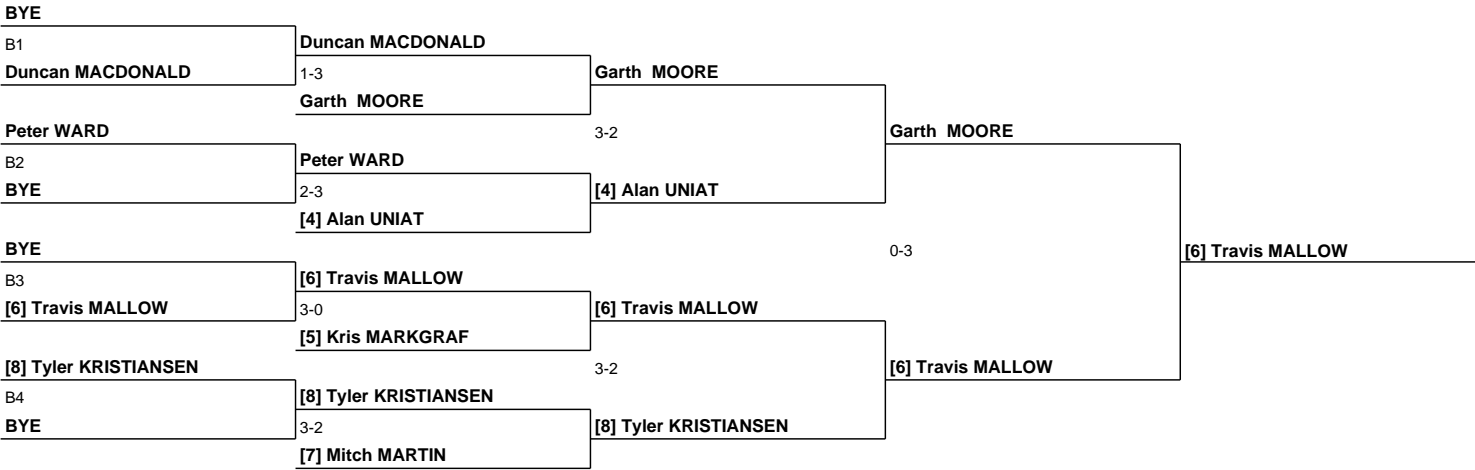 BYE
B1
Duncan MACDONALD
Duncan MACDONALD
1-3
Garth MOORE
Garth MOORE
Peter WARD
B2
BYE
Peter WARD
2-3
[4] Alan UNIAT
3-2
[4] Alan UNIAT
Garth MOORE
BYE
B3
[6] Travis MALLOW
[6] Travis MALLOW
3-0
[5] Kris MARKGRAF
[6] Travis MALLOW
[8] Tyler KRISTIANSEN
B4
BYE
[8] Tyler KRISTIANSEN
3-2
[7] Mitch MARTIN
3-2
[8] Tyler KRISTIANSEN
[6] Travis MALLOW
0-3
[6] Travis MALLOW